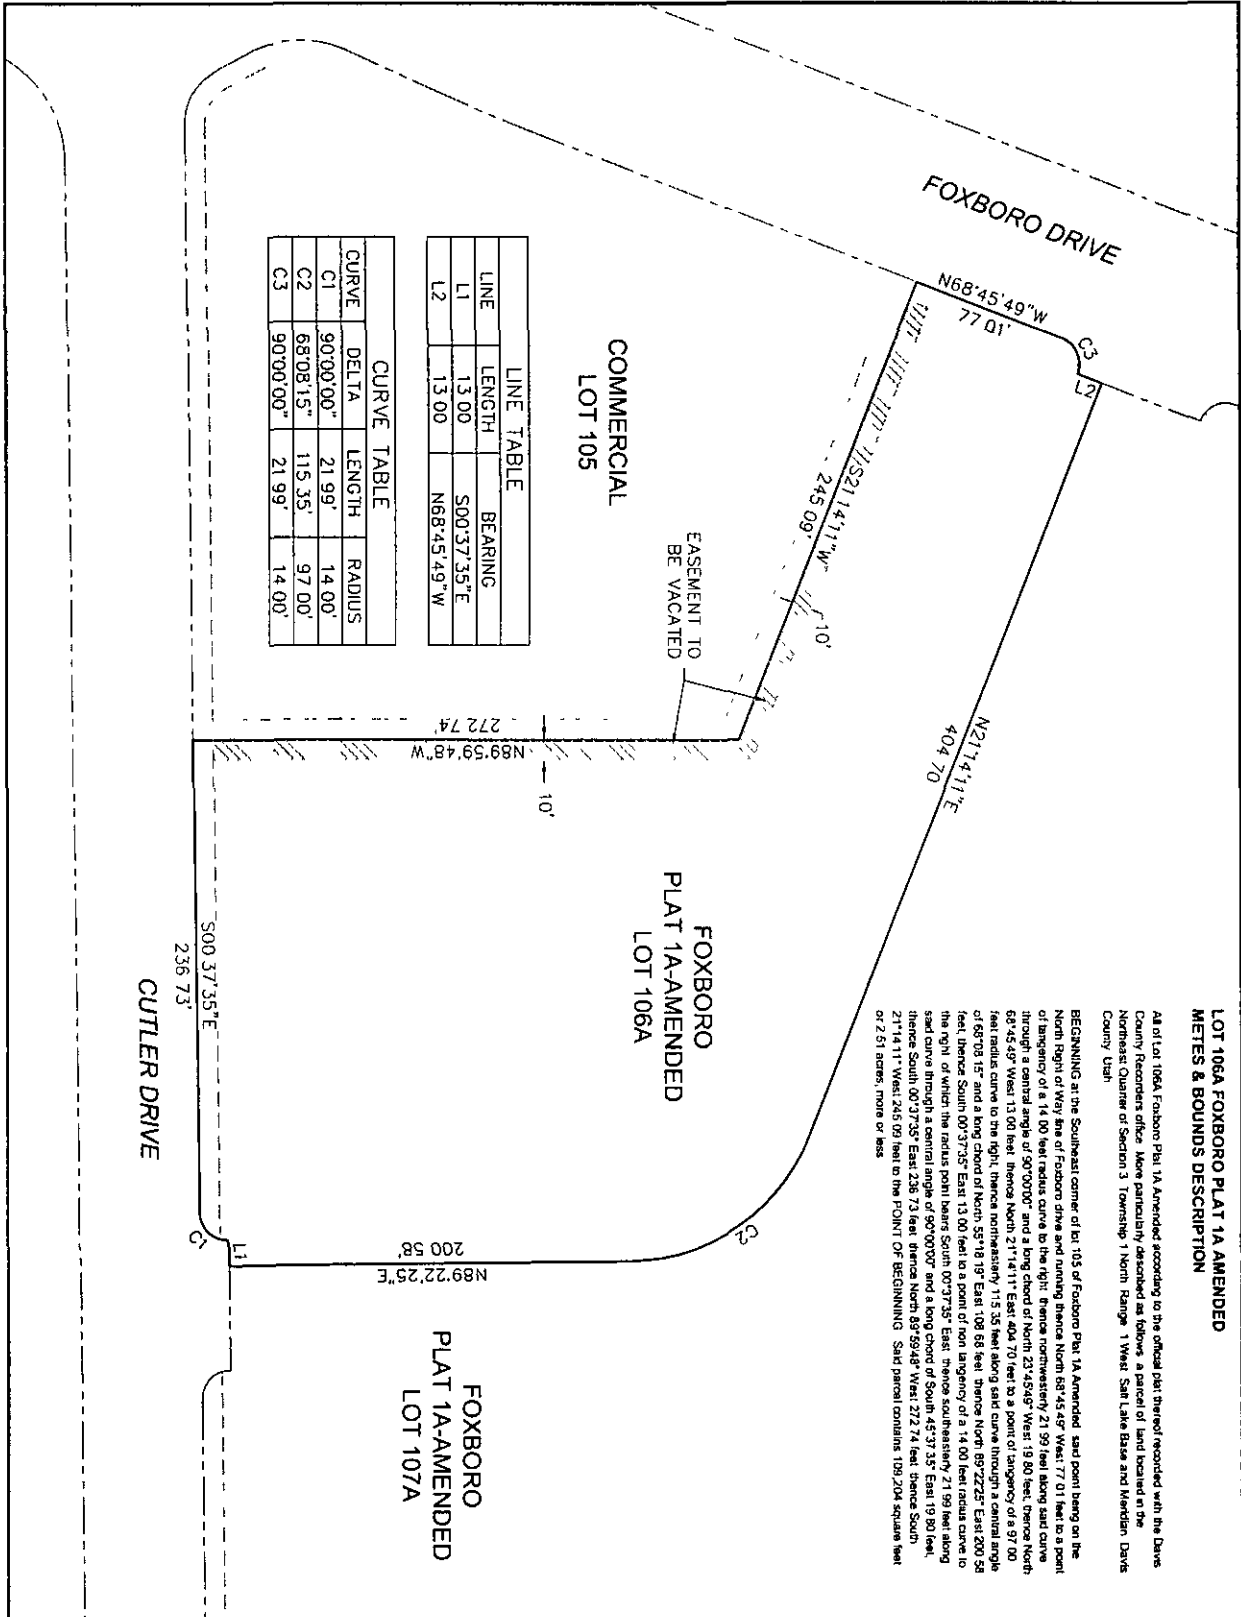 LOT 106A FOXBORO PLAT 1A AMENDED
METES & BOUNDS DESCRIPTION
All of Lot 106A Foxboro Plat 1A Amended according to the official plat thereof recorded with the Davis
County Recorders office More particularly described as follows a parcel of land located in the
Northeast Quarter of Section 3 Township 1 North Range 1 West Salt Lake Base and Meridian Davis
County Utah
BEGINNING at the Southeast corner of lot 105 of Foxboro Plat 1A Amended said point being on the
North Right of Way line of Foxboro drive and running thence North 68°45'49" West 77 01 feet to a point
of tangency of a 14 00 feet radius curve to the right thence northwesterly 21 99 feet along said curve
through a central angle of 90°00'00" and a long chord of North 23°45'49" West 19 80 feet, thence North
68°45'49" West 13 00 feet thence North 21°14'11" East 404 70 feet to a point of tangency of a 97 00
feet radius curve to the right, thence northeasterly 115 35 feet along said curve through a central angle
of 68°08 15" and a long chord of North 55°18 19" East 108 68 feet thence North 89°22'25" East 200 58
feet, thence South 00°37'35" East 13 00 feet to a point of non tangency of a 14 00 feet radius curve to
the right of which the radius point bears South 00°37'35" East thence southeasterly 21 99 feet along
said curve through a central angle of 90°00'00" and a long chord of South 45°37 35" East 19 80 feet,
thence South 00°37'35" East 236 73 feet thence North 89°59'48" West 272 74 feet thence South
21°14 11" West 245 09 feet to the POINT OF BEGINNING Said parcel contains 109,204 square feet
or 2 51 acres, more or less
FOXBORO DRIVE
N68°45'49"W
77 01'
C3
L2
S21 14'11"W
245 09'
10'
N21 14'11"E
404 70
EASEMENT TO
BE VACATED
COMMERCIAL
LOT 105
LINE TABLE
LINE LENGTH BEARING
L1 13 00 S00°37'35"E
L2 13 00 N68°45'49"W
CURVE TABLE
CURVE DELTA LENGTH RADIUS
C1 90°00'00" 21 99' 14 00'
C2 68°08'15" 115 35' 97 00'
C3 90°00'00" 21 99' 14 00'
272 74'
N89°59'48"W
10'
FOXBORO
PLAT 1A-AMENDED
LOT 106A
C2
200 58'
N89°22'25"E
L1
C1
S00 37'35"E
236 73'
CUTLER DRIVE
FOXBORO
PLAT 1A-AMENDED
LOT 107A